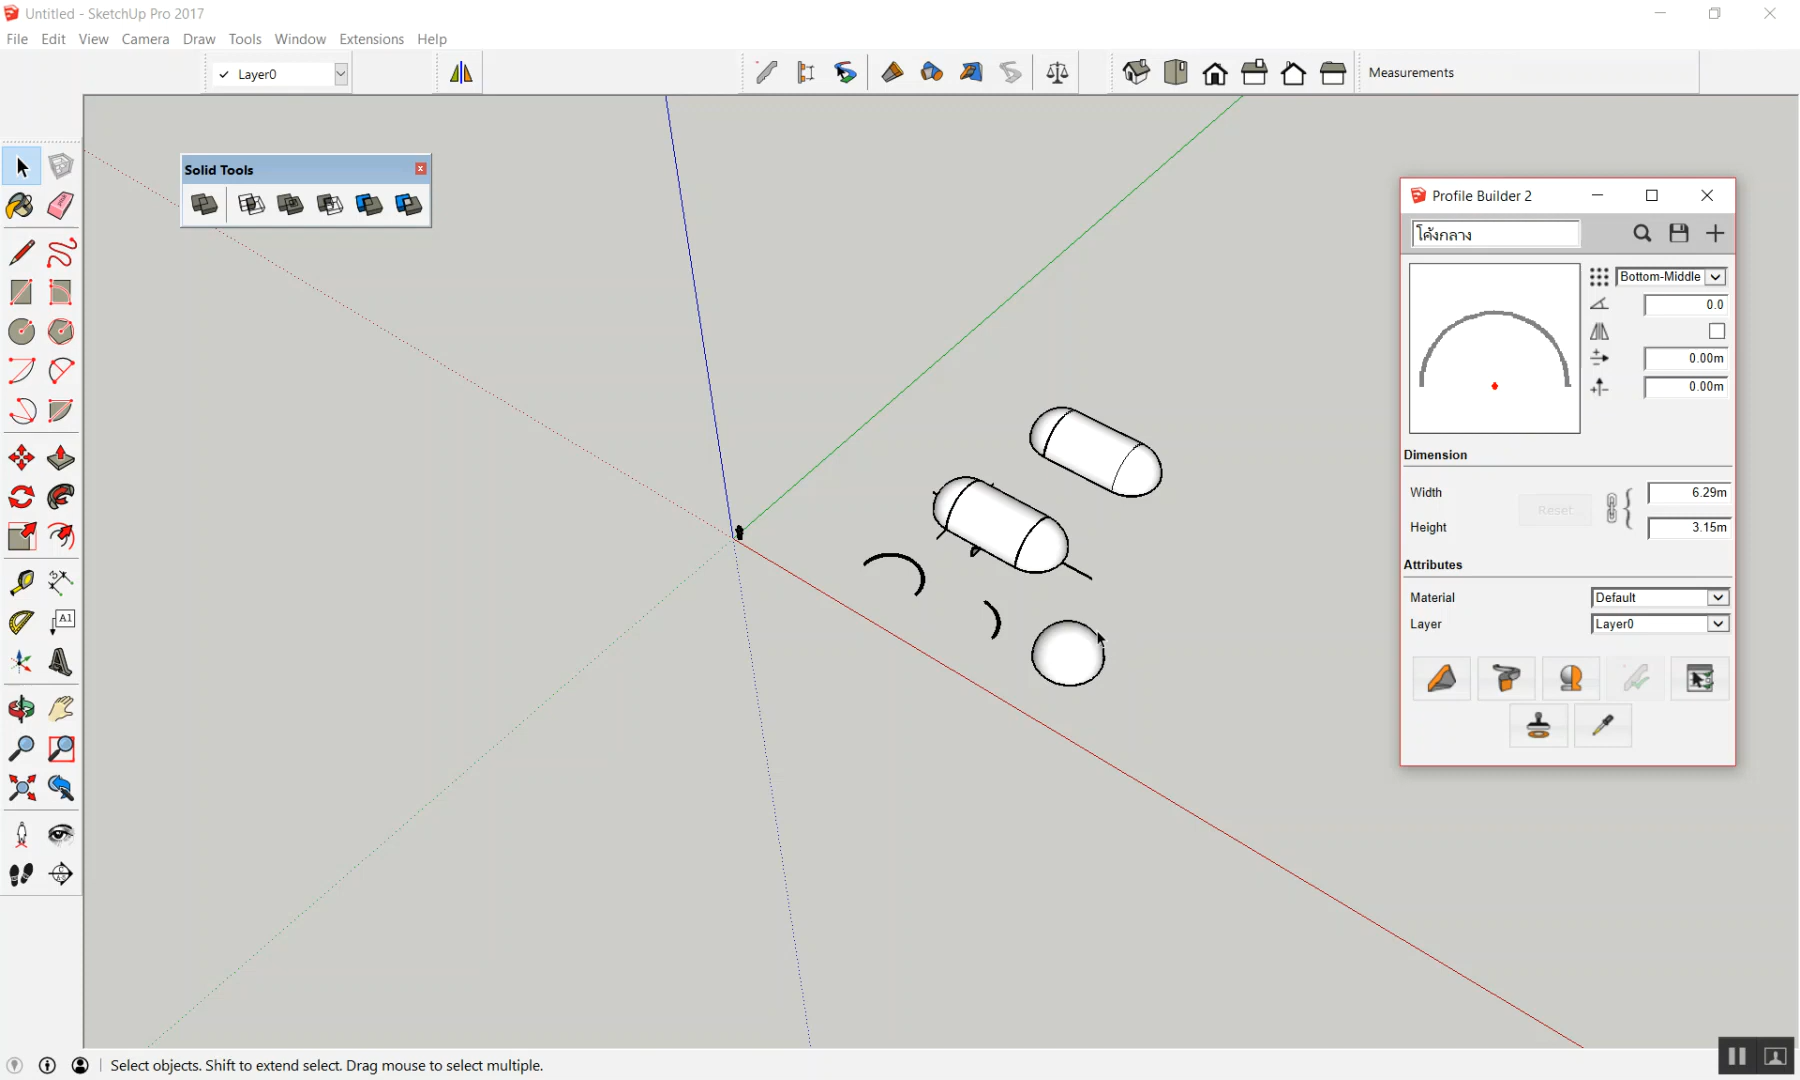 Untitled - SketchUp Pro 2017
File Edit View Camera Draw Tools Window Extensions Help
Layer0
Measurements
Solid Tools
Profile Builder 2
โค้งกลาง
Bottom-Middle
0.0
0.00m
0.00m
Dimension
Width 6.29m
Reset
Height 3.15m
Attributes
Material Default
Layer Layer0
A1
Select objects. Shift to extend select. Drag mouse to select multiple.